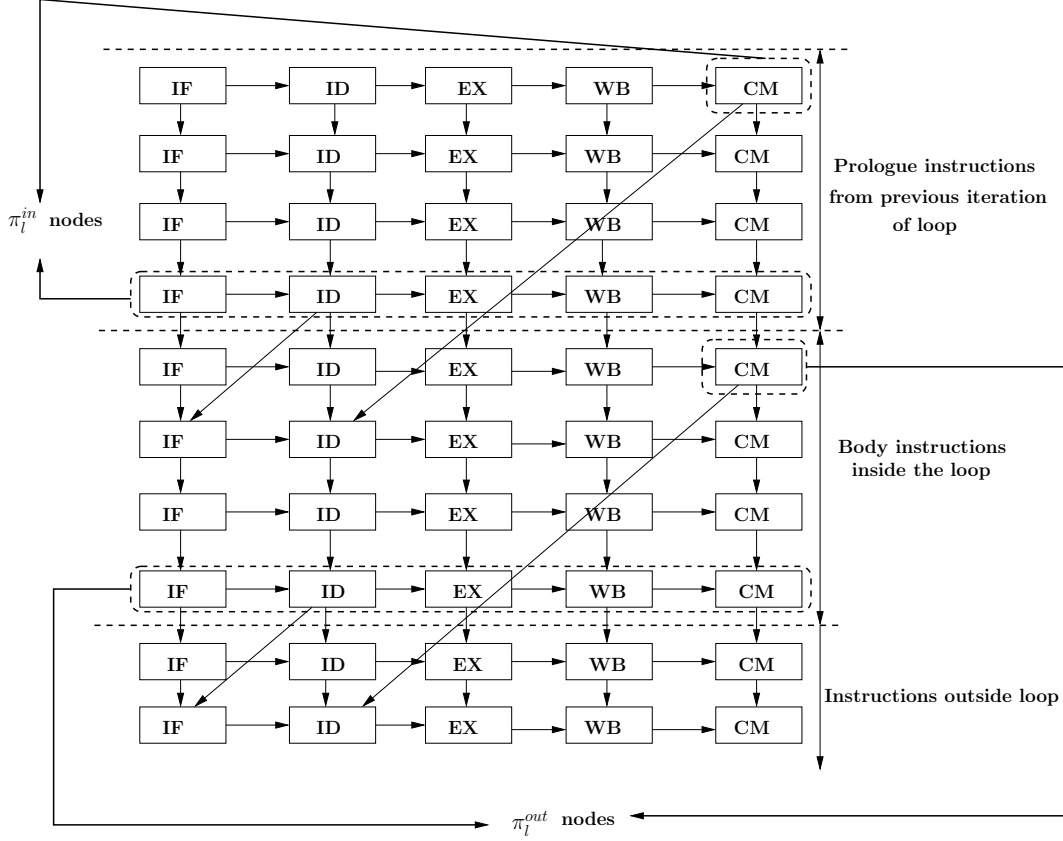 IF ID EX WB CM
IF ID EX WB CM
Prologue instructions
from previous iteration
of loop
π_l^{in} nodes
IF ID EX WB CM
IF ID EX WB CM
IF ID EX WB CM
IF ID EX WB CM
Body instructions
inside the loop
IF ID EX WB CM
IF ID EX WB CM
IF ID EX WB CM
Instructions outside loop
IF ID EX WB CM
π_l^{out} nodes